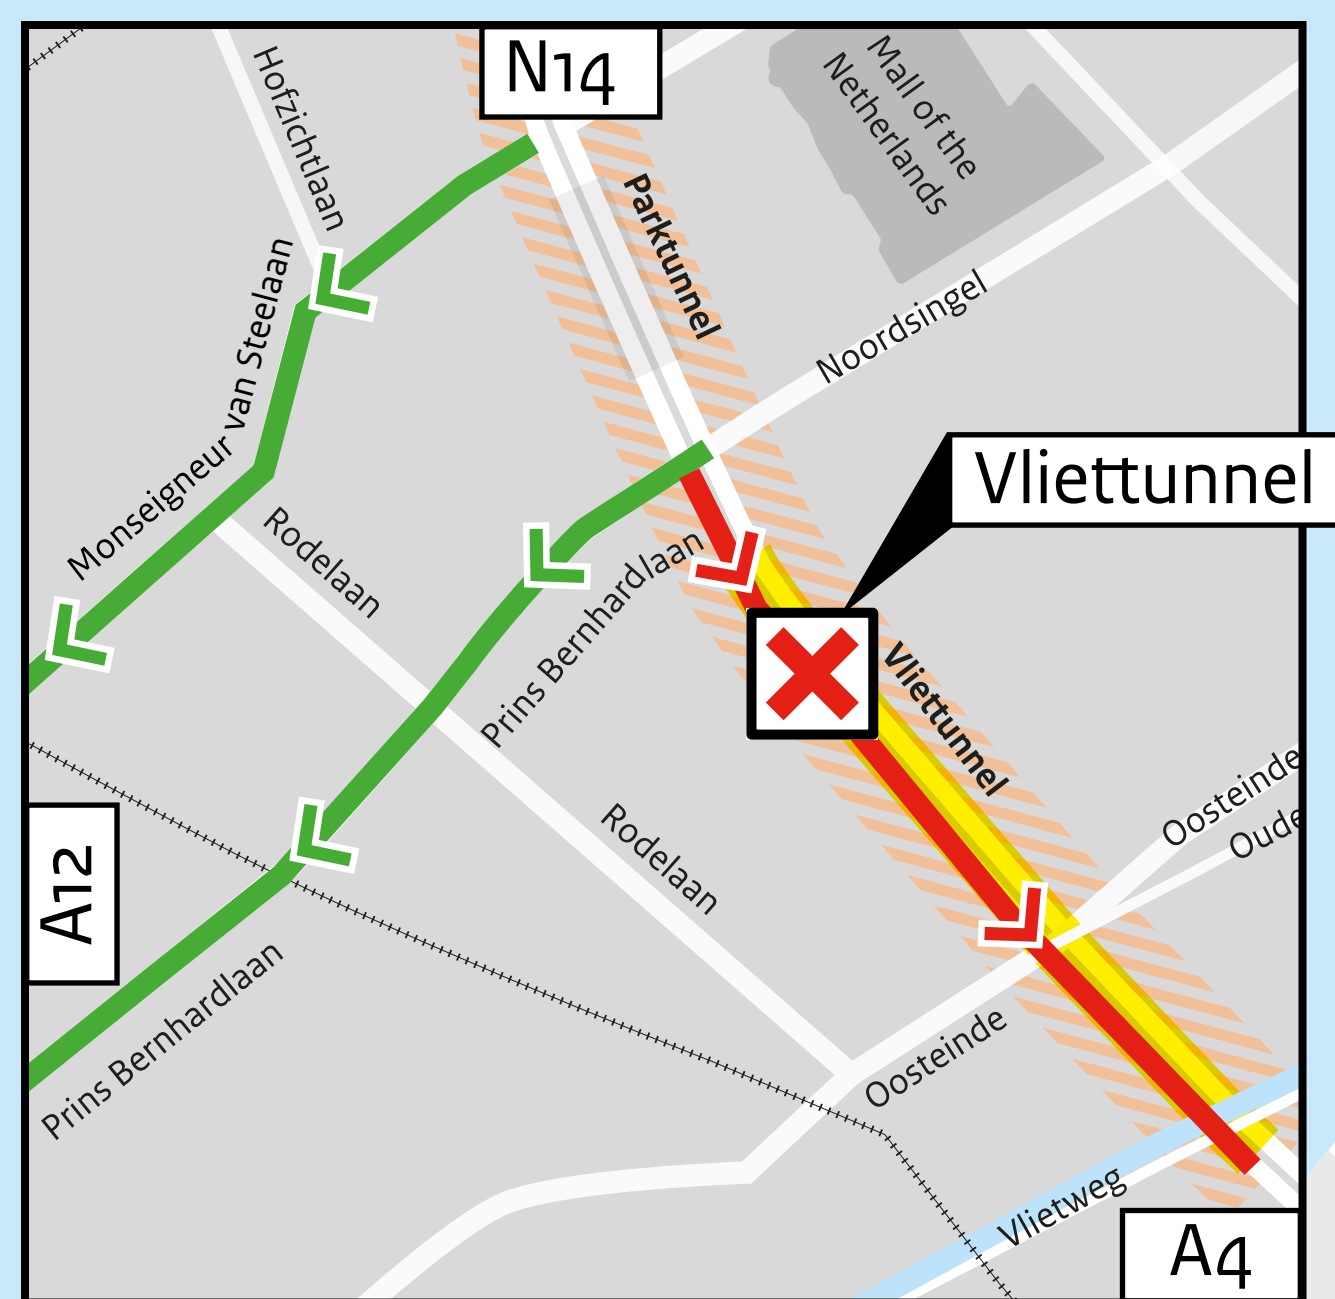 N14
Hofzichtlaan
Mall of the
Netherlands
Parktunnel
Monseigneur van Steelaan
Noordsingel
Vliettunnel
Rodelaan
Prins Bernhardlaan
Vliettunnel
Oosteinde
Oude
Rodelaan
A12
Prins Bernhardlaan
Oosteinde
Vlietweg
A4